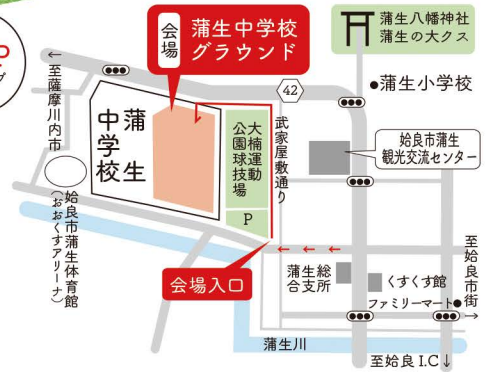 会場
蒲生中学校
グラウンド
蒲生八幡神社
蒲生の大クス
42
蒲生小学校
←至薩摩川内市
蒲生
中学校
大楠運動
公園球技場
P
武家屋敷通り
姶良市蒲生
観光交流センター
姶良市蒲生体育館
(おおくすアリーナ)
会場入口
蒲生総
合支所
くすくす館
ファミリーマート
至姶良市街→
蒲生川
至姶良I.C↓